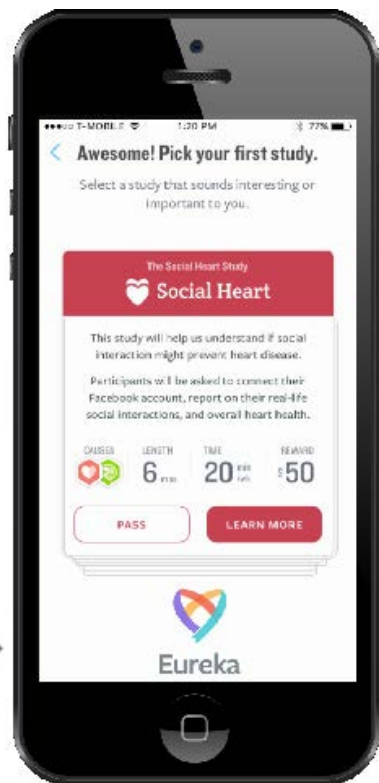 T-MOBILE 1:20 PM 77%
Awesome! Pick your first study.
Select a study that sounds interesting or
important to you.
The Social Heart Study
Social Heart
This study will help us understand if social
interaction might prevent heart disease.
Participants will be asked to connect their
Facebook account, report on their real-life
social interactions, and overall heart health.
CAUSES LENGTH TIME REWARD
6 mos 20 min $50
PASS LEARN MORE
Eureka